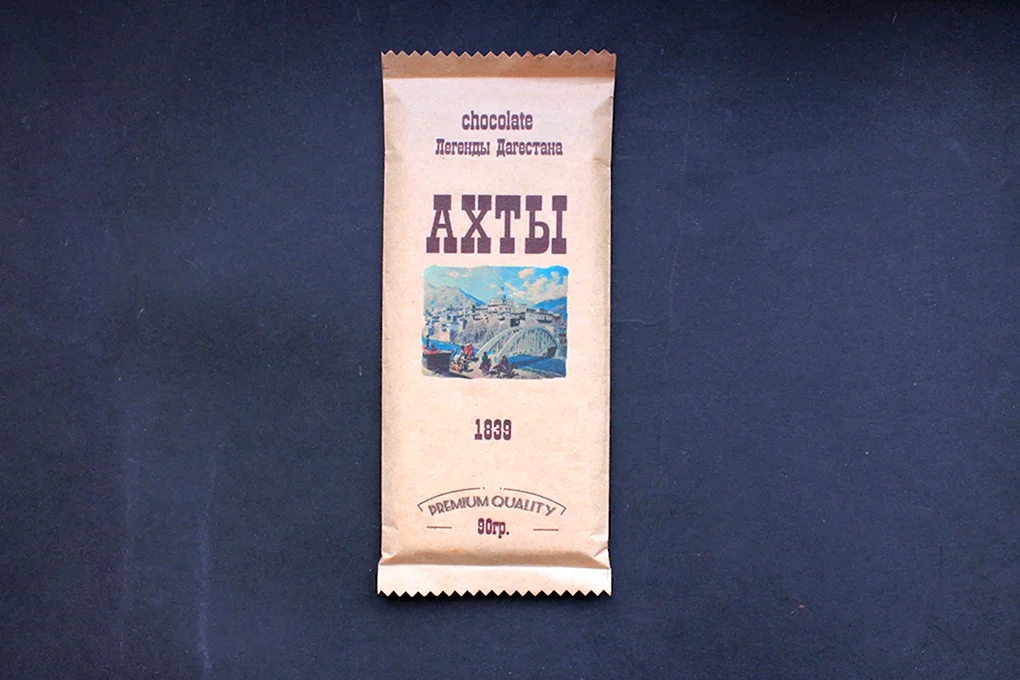 chocolate
Легенды Дагестана
АХТЫ
1839
PREMIUM QUALITY
90гр.